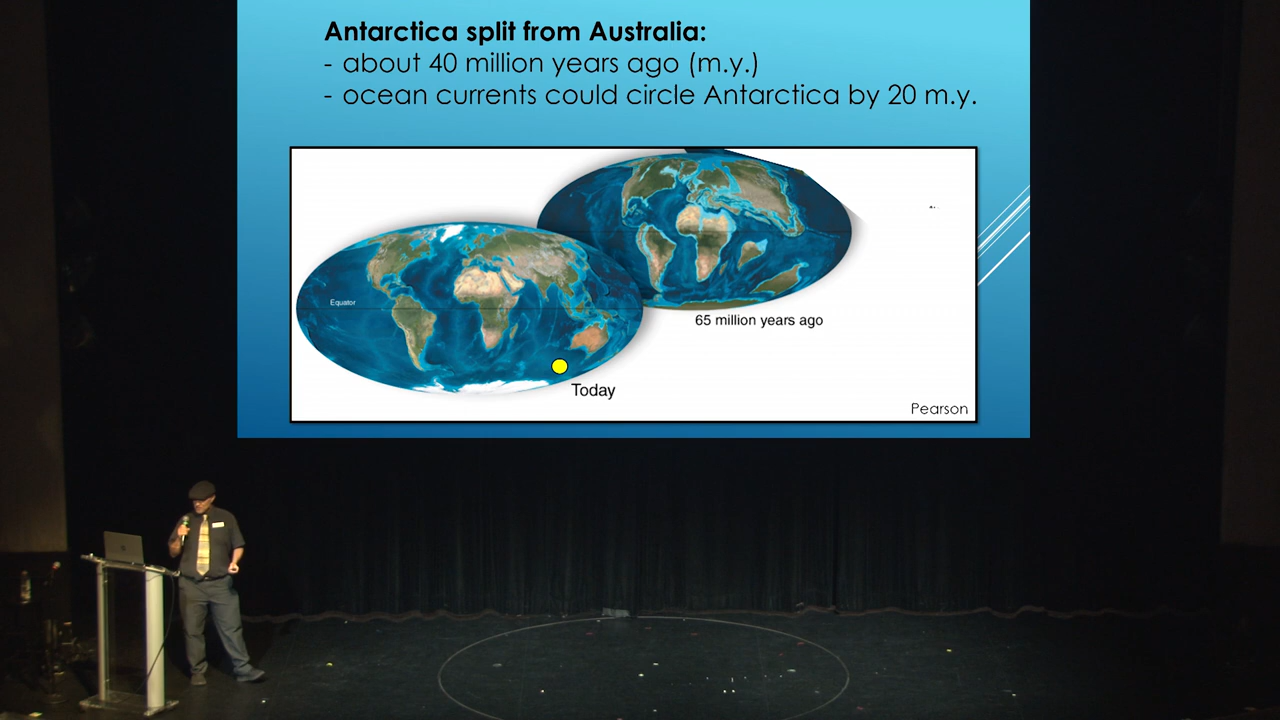 Antarctica split from Australia:
- about 40 million years ago (m.y.)
- ocean currents could circle Antarctica by 20 m.y.
Equator
65 million years ago
Today
Pearson